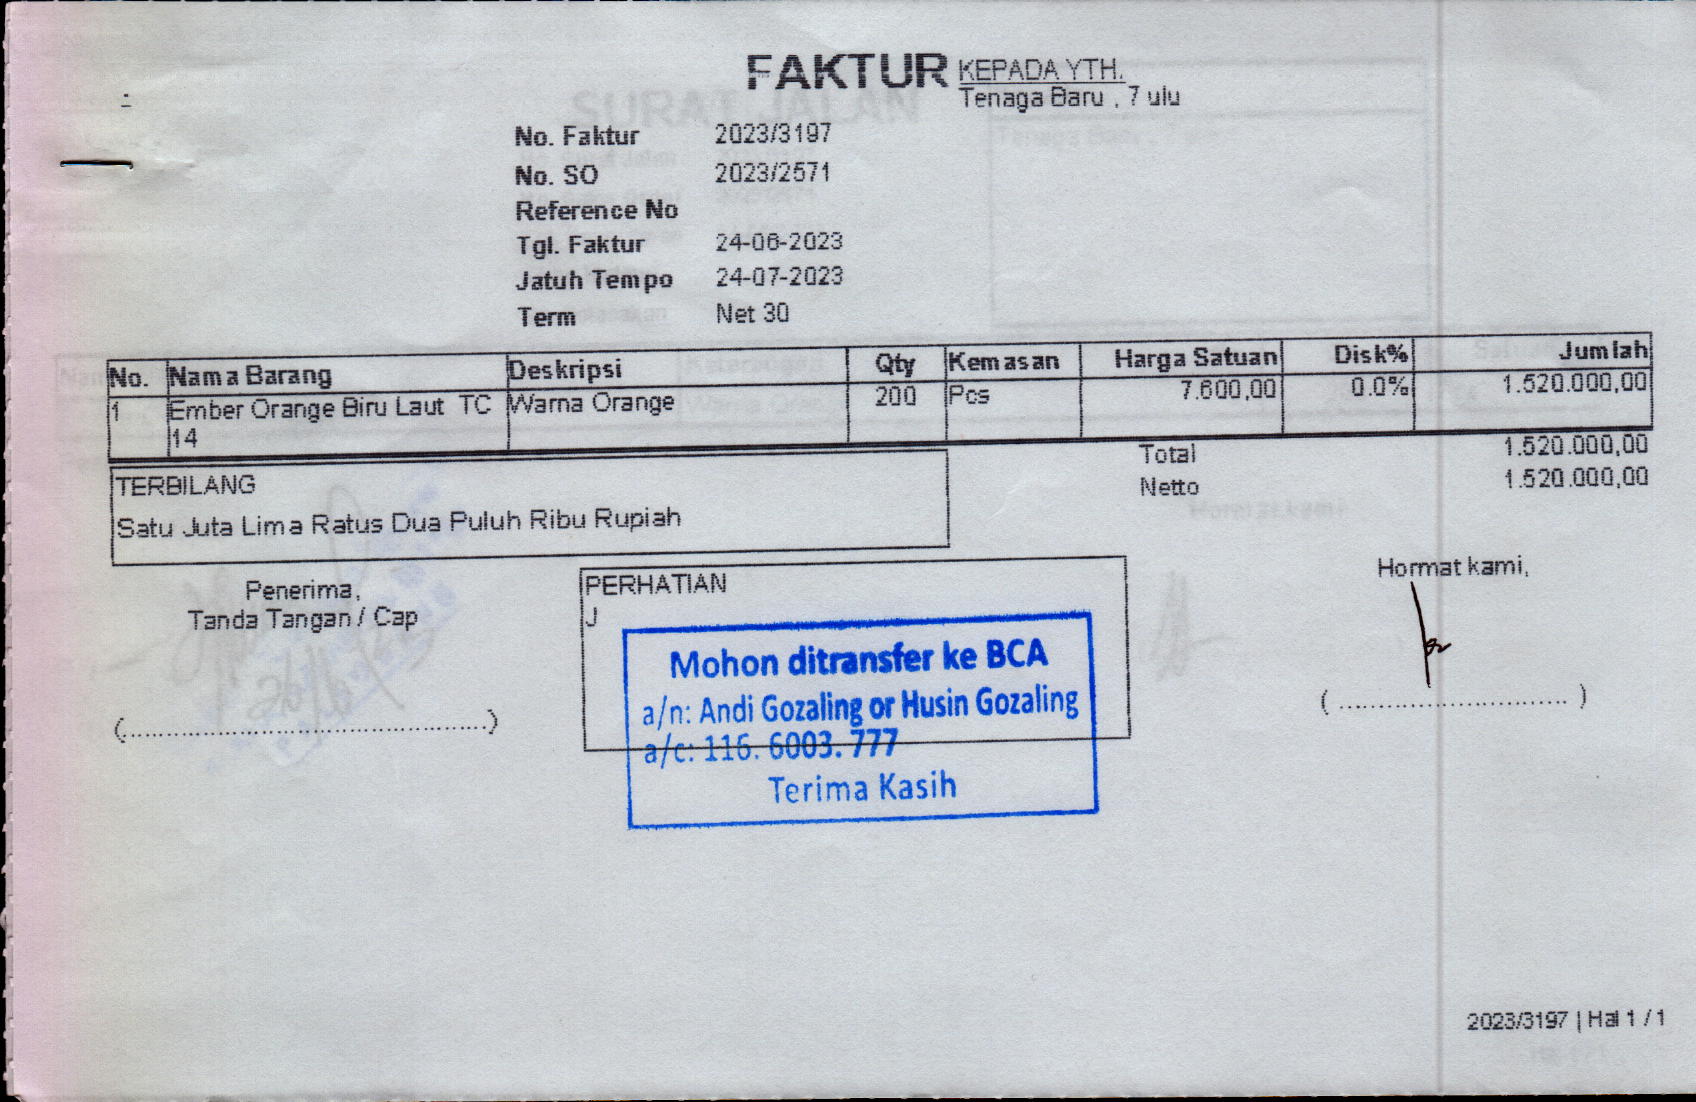 FAKTUR
KEPADA YTH.
Tenaga Baru , 7 ulu
No. Faktur 2023/3197
No. SO 2023/2571
Reference No
Tgl. Faktur 24-06-2023
Jatuh Tempo 24-07-2023
Term Net 30
No. Nama Barang Deskripsi Qty Kemasan Harga Satuan Disk% Jumlah
1 Ember Orange Biru Laut TC Warna Orange 200 Pcs 7.600,00 0.0% 1.520.000,00
14
Total 1.520.000,00
Netto 1.520.000,00
TERBILANG
Satu Juta Lima Ratus Dua Puluh Ribu Rupiah
Penerima,
Tanda Tangan / Cap
(....................................................)
PERHATIAN
J
Mohon ditransfer ke BCA
a/n: Andi Gozaling or Husin Gozaling
a/c: 116. 6003. 777
Terima Kasih
Hormat kami,
( ............................. )
2023/3197 | Hal 1 / 1